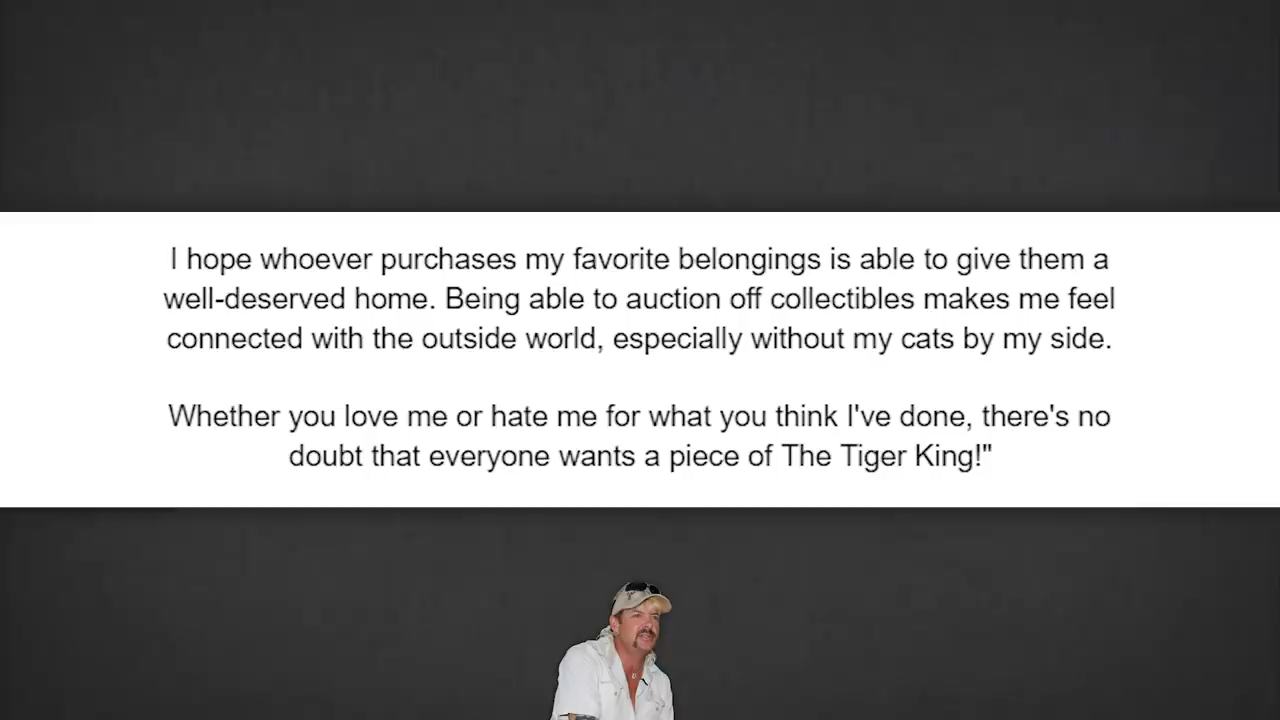 I hope whoever purchases my favorite belongings is able to give them a
well-deserved home. Being able to auction off collectibles makes me feel
connected with the outside world, especially without my cats by my side.
Whether you love me or hate me for what you think I've done, there's no
doubt that everyone wants a piece of The Tiger King!"